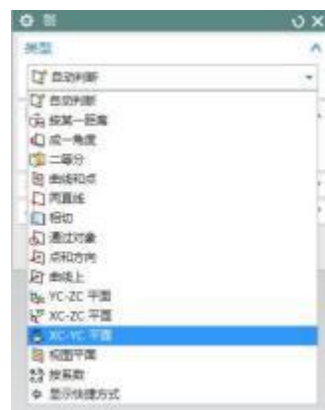 类型
自动判断
自动判断
按某一距离
成一角度
二等分
曲线和点
两直线
相切
通过对象
点和方向
曲线上
YC-ZC 平面
XC-ZC 平面
XC-YC 平面
视图平面
按系数
显示快捷方式